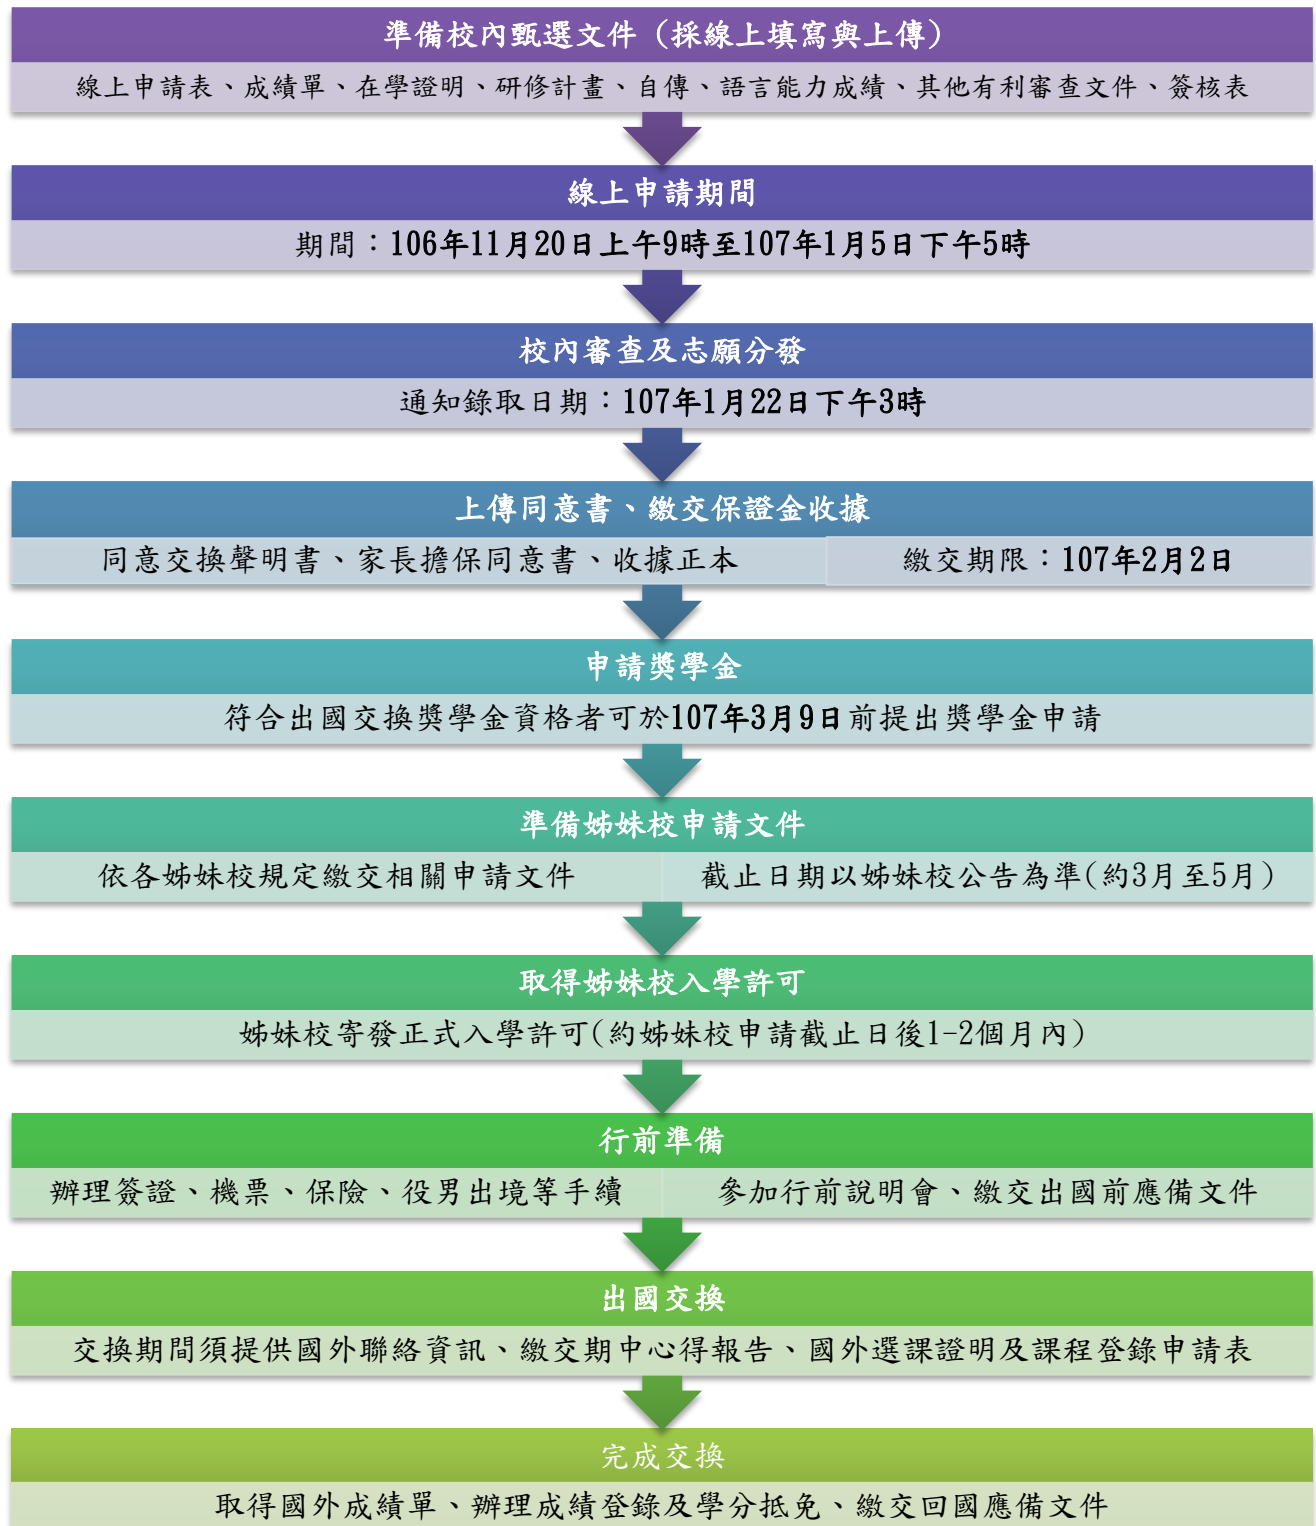 準備校內甄選文件（採線上填寫與上傳）
線上申請表、成績單、在學證明、研修計畫、自傳、語言能力成績、其他有利審查文件、簽核表
線上申請期間
期間：106年11月20日上午9時至107年1月5日下午5時
校內審查及志願分發
通知錄取日期：107年1月22日下午3時
上傳同意書、繳交保證金收據
同意交換聲明書、家長擔保同意書、收據正本
繳交期限：107年2月2日
申請獎學金
符合出國交換獎學金資格者可於107年3月9日前提出獎學金申請
準備姊妹校申請文件
依各姊妹校規定繳交相關申請文件
截止日期以姊妹校公告為準(約3月至5月)
取得姊妹校入學許可
姊妹校寄發正式入學許可(約姊妹校申請截止日後1-2個月內)
行前準備
辦理簽證、機票、保險、役男出境等手續
參加行前說明會、繳交出國前應備文件
出國交換
交換期間須提供國外聯絡資訊、繳交期中心得報告、國外選課證明及課程登錄申請表
完成交換
取得國外成績單、辦理成績登錄及學分抵免、繳交回國應備文件